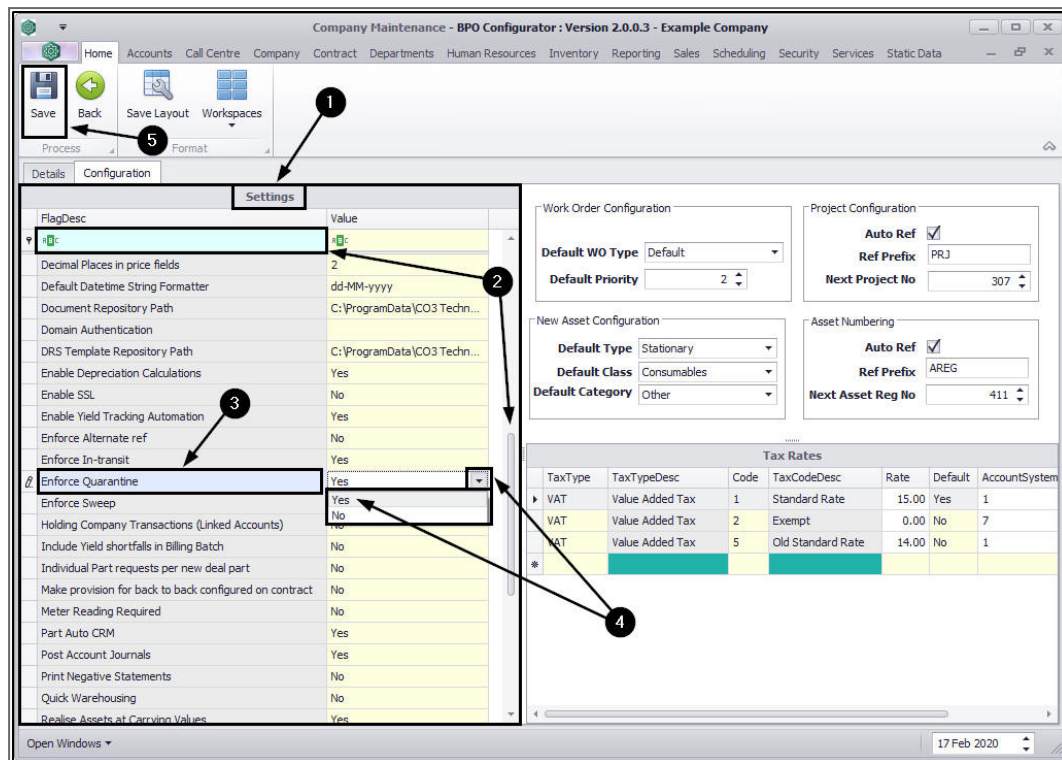 Company Maintenance - BPO Configurator : Version 2.0.0.3 - Example Company
Home Accounts Call Centre Company Contract Departments Human Resources Inventory Reporting Sales Scheduling Security Services Static Data
Save Back Save Layout Workspaces
1
5
Process Format
Details Configuration
Settings
FlagDesc Value
Decimal Places in price fields 2
Default Datetime String Formatter dd-MM-yyyy
Document Repository Path C:\ProgramData\CO3 Techn...
Domain Authentication
DRS Template Repository Path C:\ProgramData\CO3 Techn...
Enable Depreciation Calculations Yes
Enable SSL No
Enable Yield Tracking Automation Yes
Enforce Alternate ref No
Enforce In-transit Yes
Enforce Quarantine Yes
Yes
No
Enforce Sweep
Holding Company Transactions (Linked Accounts) No
Include Yield shortfalls in Billing Batch No
Individual Part requests per new deal part No
Make provision for back to back configured on contract No
Meter Reading Required No
Part Auto CRM Yes
Post Account Journals Yes
Print Negative Statements No
Quick Warehousing No
Realise Assets at Carrying Values Yes
2
3
4
Work Order Configuration
Default WO Type Default
Default Priority 2
Project Configuration
Auto Ref
Ref Prefix PRJ
Next Project No 307
New Asset Configuration
Default Type Stationary
Default Class Consumables
Default Category Other
Asset Numbering
Auto Ref
Ref Prefix AREG
Next Asset Reg No 411
Tax Rates
TaxType TaxTypeDesc Code TaxCodeDesc Rate Default AccountSystem
VAT Value Added Tax 1 Standard Rate 15.00 Yes 1
VAT Value Added Tax 2 Exempt 0.00 No 7
VAT Value Added Tax 5 Old Standard Rate 14.00 No 1
Open Windows 17 Feb 2020